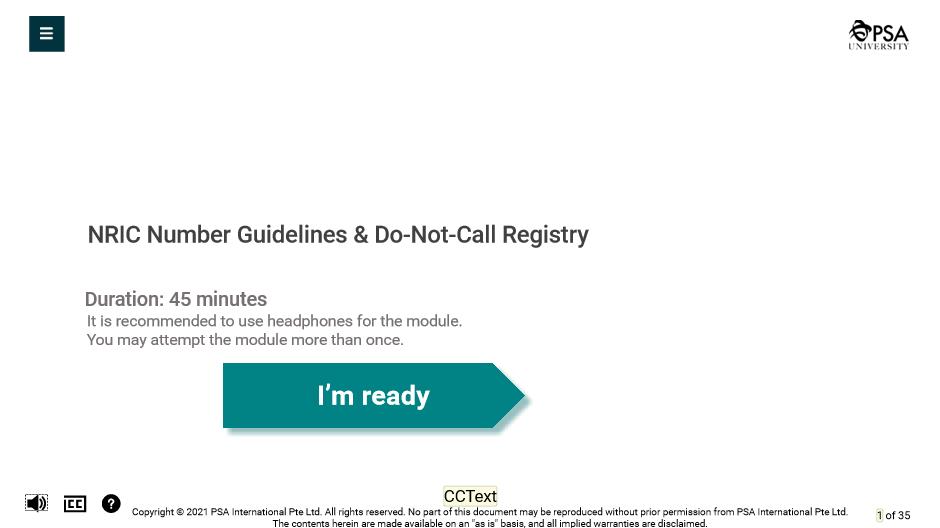 PSA
UNIVERSITY
NRIC Number Guidelines & Do-Not-Call Registry
Duration: 45 minutes
It is recommended to use headphones for the module.
You may attempt the module more than once.
I'm ready
CC
?
CCText
Copyright © 2021 PSA International Pte Ltd. All rights reserved. No part of this document may be reproduced without prior permission from PSA International Pte Ltd.
The contents herein are made available on an "as is" basis, and all implied warranties are disclaimed.
1 of 35